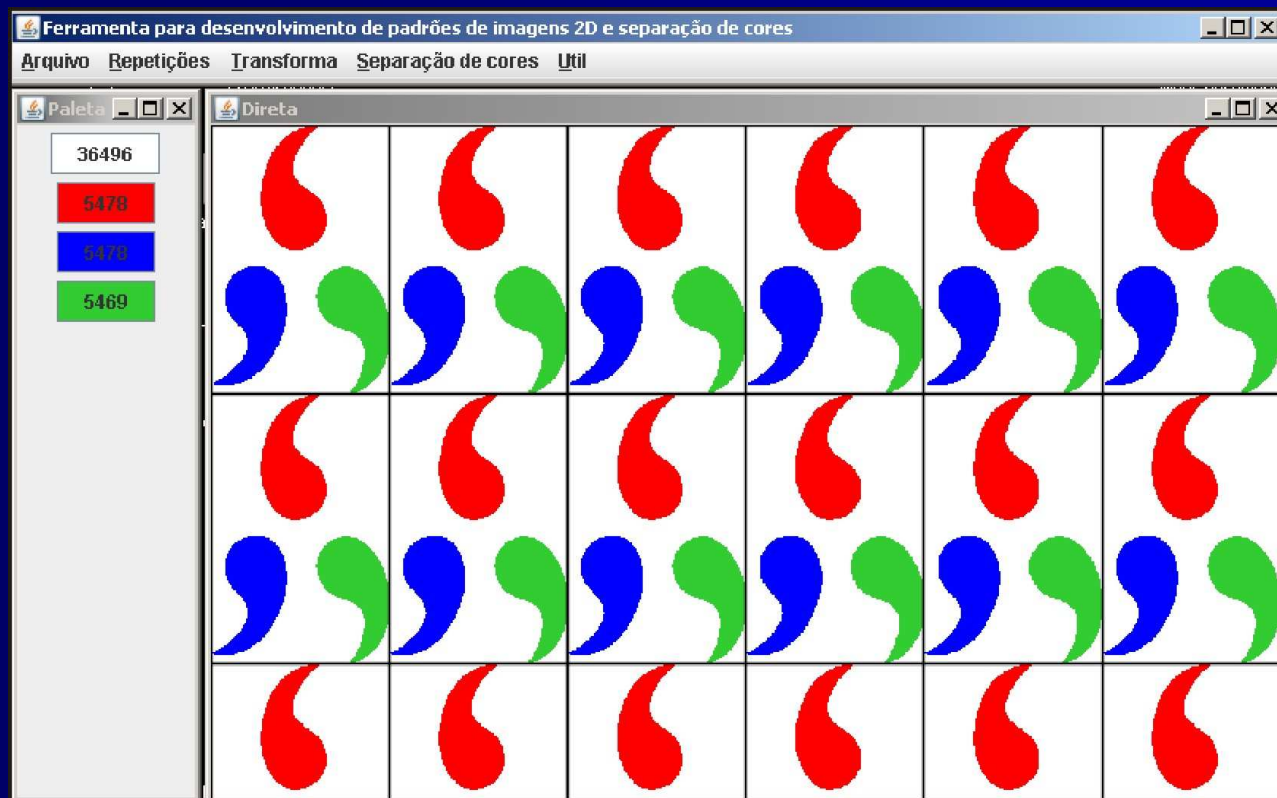 Ferramenta para desenvolvimento de padrões de imagens 2D e separação de cores
Arquivo Repetições Transforma Separação de cores Util
Paleta
Direta
36496
5478
5478
5469